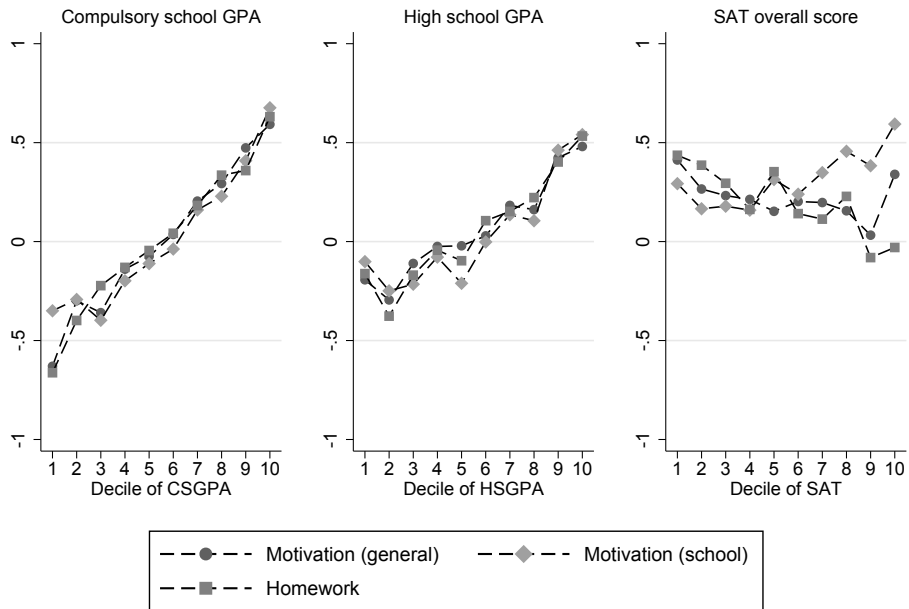 Compulsory school GPA
1
.5
0
-.5
-1
1 2 3 4 5 6 7 8 9 10
Decile of CSGPA
High school GPA
1
.5
0
-.5
-1
1 2 3 4 5 6 7 8 9 10
Decile of HSGPA
SAT overall score
1
.5
0
-.5
-1
1 2 3 4 5 6 7 8 9 10
Decile of SAT
Motivation (general)
Motivation (school)
Homework